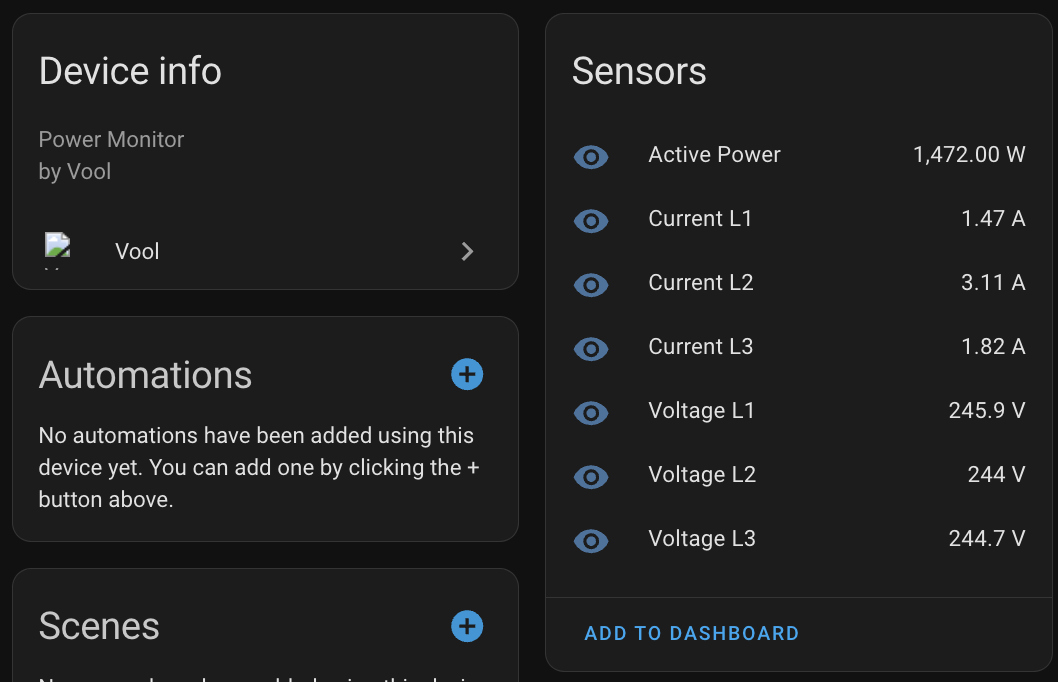 Device info
Power Monitor
by Vool
Vool
Automations
No automations have been added using this
device yet. You can add one by clicking the +
button above.
Scenes
Sensors
Active Power 1,472.00 W
Current L1 1.47 A
Current L2 3.11 A
Current L3 1.82 A
Voltage L1 245.9 V
Voltage L2 244 V
Voltage L3 244.7 V
ADD TO DASHBOARD